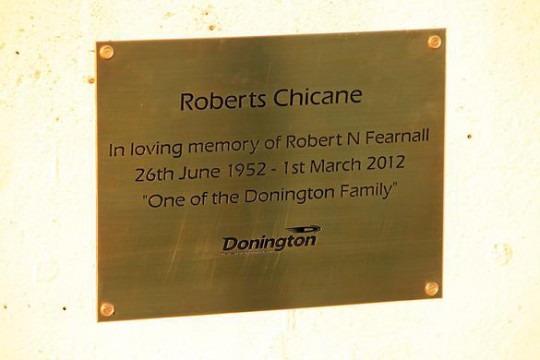 Roberts Chicane
In loving memory of Robert N Fearnall
26th June 1952 - 1st March 2012
"One of the Donington Family"
Donington